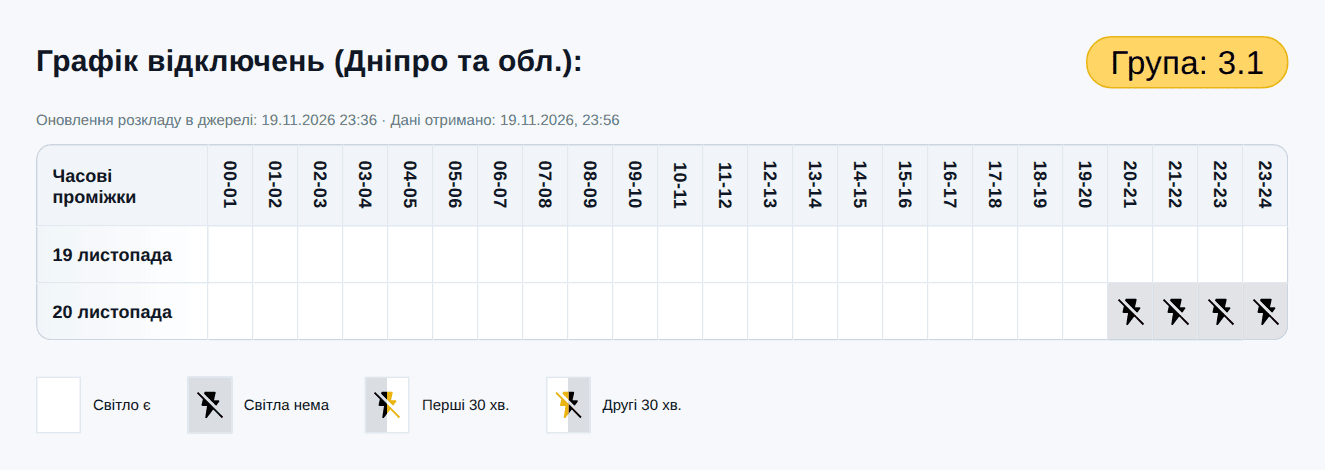 Графік відключень (Дніпро та обл.):
Група: 3.1
Оновлення розкладу в джерелі: 19.11.2026 23:36 · Дані отримано: 19.11.2026, 23:56
Часові
проміжки
00-01
01-02
02-03
03-04
04-05
05-06
06-07
07-08
08-09
09-10
10-11
11-12
12-13
13-14
14-15
15-16
16-17
17-18
18-19
19-20
20-21
21-22
22-23
23-24
19 листопада
20 листопада
Світло є
Світла нема
Перші 30 хв.
Другі 30 хв.